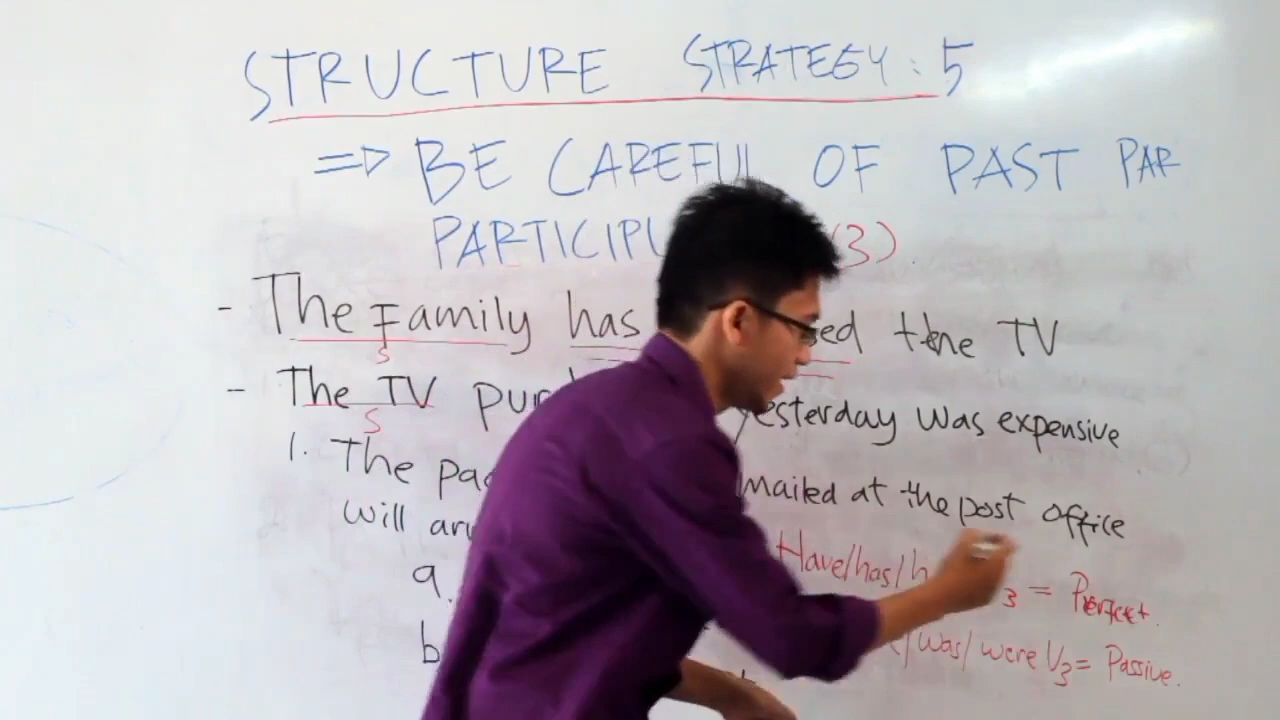 STRUCTURE STRATEGY: 5
=> BE CAREFUL OF PAST PAR
PARTICIPL (3)
- The Family has ed the TV
S
- The TV pur yesterday was expensive
S
1. The pac mailed at the post office
will arr
Have/has/h 3 = Perfect.
a.
/was/were V3 = Passive.
b